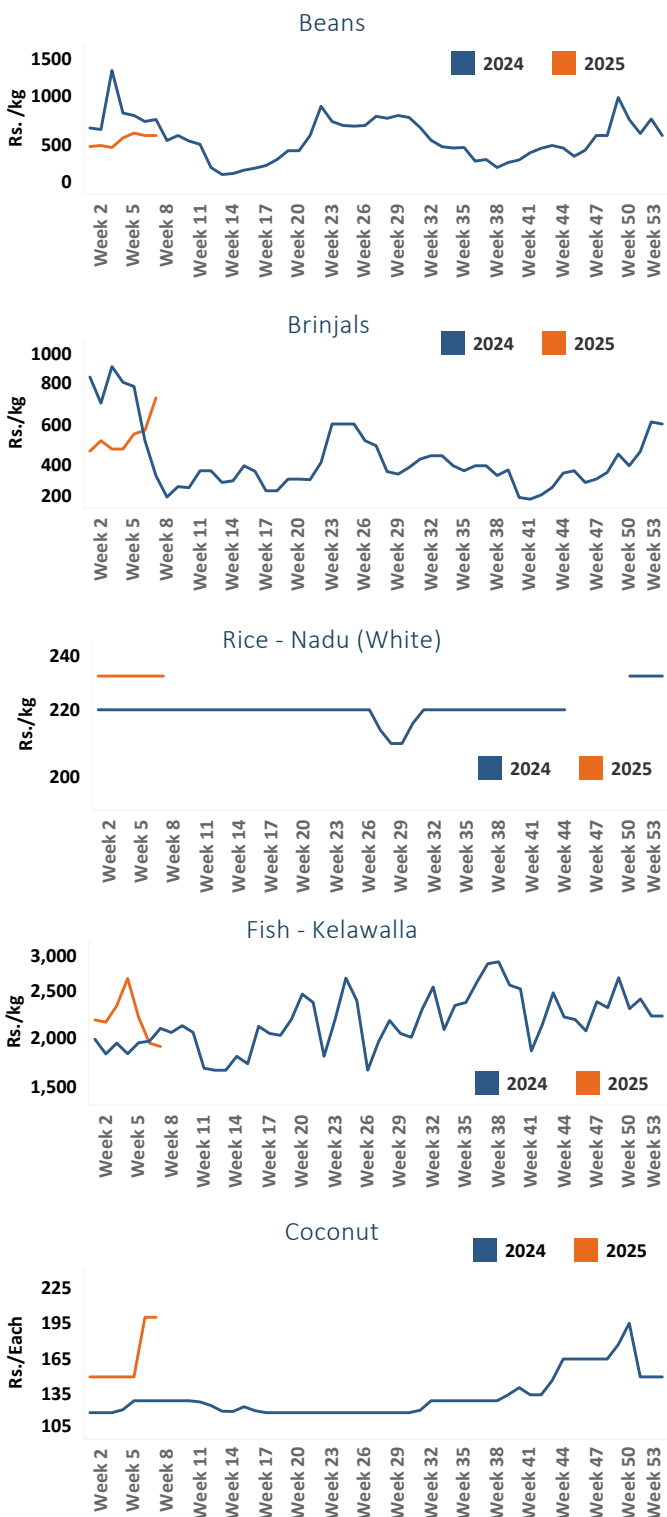 Beans
2024 2025
Rs. /kg
1500
1000
500
0
Week 2 Week 5 Week 8 Week 11 Week 14 Week 17 Week 20 Week 23 Week 26 Week 29 Week 32 Week 35 Week 38 Week 41 Week 44 Week 47 Week 50 Week 53
Brinjals
2024 2025
Rs./kg
1000
800
600
400
200
Week 2 Week 5 Week 8 Week 11 Week 14 Week 17 Week 20 Week 23 Week 26 Week 29 Week 32 Week 35 Week 38 Week 41 Week 44 Week 47 Week 50 Week 53
Rice - Nadu (White)
Rs./kg
240
220
200
2024 2025
Week 2 Week 5 Week 8 Week 11 Week 14 Week 17 Week 20 Week 23 Week 26 Week 29 Week 32 Week 35 Week 38 Week 41 Week 44 Week 47 Week 50 Week 53
Fish - Kelawalla
Rs./kg
3,000
2,500
2,000
1,500
2024 2025
Week 2 Week 5 Week 8 Week 11 Week 14 Week 17 Week 20 Week 23 Week 26 Week 29 Week 32 Week 35 Week 38 Week 41 Week 44 Week 47 Week 50 Week 53
Coconut
2024 2025
Rs./Each
225
195
165
135
105
Week 2 Week 5 Week 8 Week 11 Week 14 Week 17 Week 20 Week 23 Week 26 Week 29 Week 32 Week 35 Week 38 Week 41 Week 44 Week 47 Week 50 Week 53